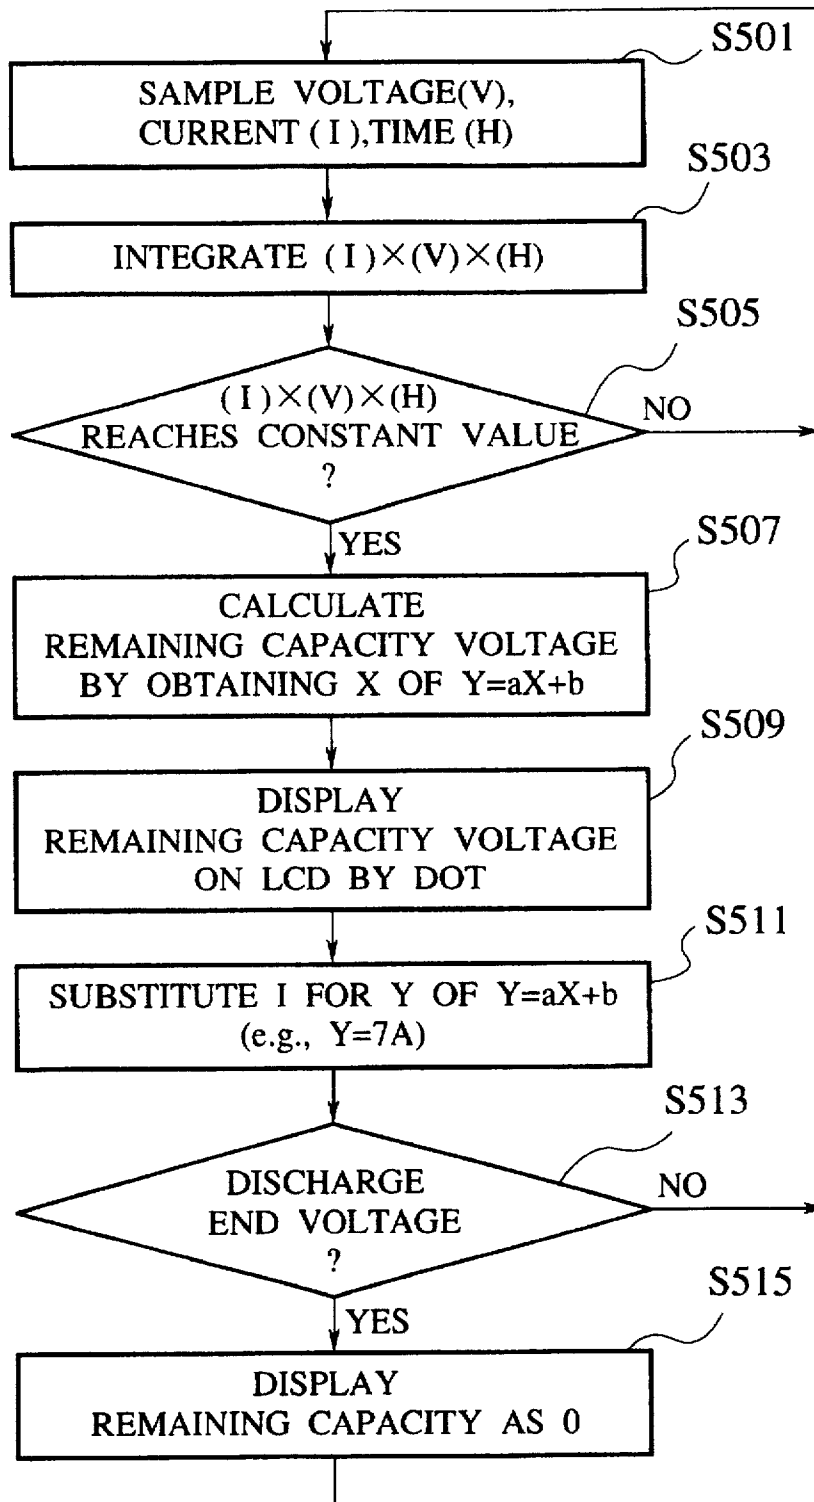 S501
SAMPLE VOLTAGE(V),
CURRENT (I),TIME (H)
S503
INTEGRATE (I)×(V)×(H)
S505
(I)×(V)×(H)
REACHES CONSTANT VALUE
?
NO
YES
S507
CALCULATE
REMAINING CAPACITY VOLTAGE
BY OBTAINING X OF Y=aX+b
S509
DISPLAY
REMAINING CAPACITY VOLTAGE
ON LCD BY DOT
S511
SUBSTITUTE I FOR Y OF Y=aX+b
(e.g., Y=7A)
S513
DISCHARGE
END VOLTAGE
?
NO
YES
S515
DISPLAY
REMAINING CAPACITY AS 0